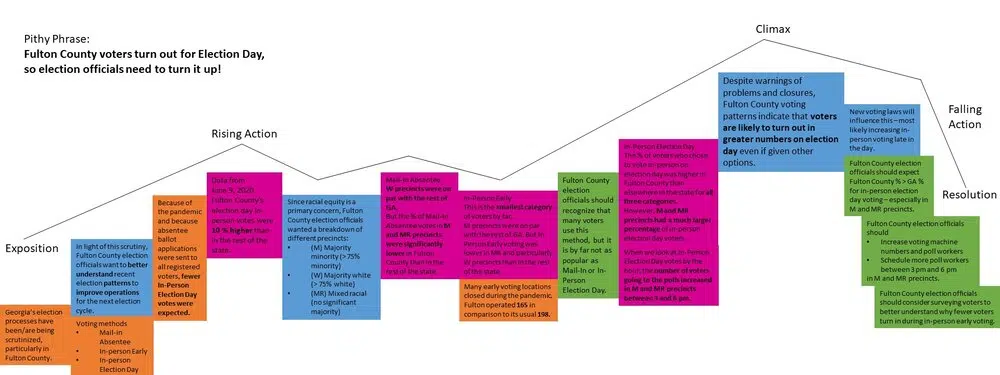 Pithy Phrase:
Fulton County voters turn out for Election Day,
so election officials need to turn it up!
Exposition
Georgia's election
processes have
been/are being
scrutinized,
particularly in
Fulton County.
In light of this scrutiny,
Fulton County election
officials want to better
understand recent
election patterns to
improve operations
for the next election
cycle.
Voting methods
• Mail-in
Absentee
• In-person Early
• In-person
Election Day
Because of
the pandemic
and because
absentee
ballot
applications
were sent to
all registered
voters, fewer
In-Person
Election Day
votes were
expected.
Rising Action
Data from
June 9, 2020
Fulton County's
election day in-
person votes were
10 % higher than
in the rest of the
state.
Since racial equity is a
primary concern, Fulton
County election officials
wanted a breakdown of
different precincts:
• (M) Majority
minority (>75%
minority)
• (W) Majority white
(> 75% white)
• (MR) Mixed racial
(no significant
majority)
Mail-in Absentee
W precincts were on
par with the rest of
GA.
But the % of Mail-in
Absentee voters in M
and MR precincts
were significantly
lower in Fulton
County than in the
rest of the state.
In-Person Early
This is the smallest category
of voters by far.
MR precincts were on par
with the rest of GA. But In-
Person Early voting was
lower in MR and particularly
W precincts than in the rest
of the state.
Many early voting locations
closed during the pandemic.
Fulton operated 165 in
comparison to its usual 198.
Fulton County
election
officials should
recognize that
many voters
use this
method, but it
is by far not as
popular as
Mail-in or In-
Person
Election Day.
In-Person Election Day
The % of voters who chose
to vote in-person on
election day was higher in
Fulton County than
elsewhere in the state for all
three categories.
However, M and MR
precincts had a much larger
percentage of in-person
election day voters.
When we look at In-Person
Election Day votes by the
hour, the number of voters
going to the polls increased
in M and MR precincts
between 3 and 6 pm.
Climax
Despite warnings of
problems and closures,
Fulton County voting
patterns indicate that voters
are likely to turn out in
greater numbers on election
day even if given other
options.
Falling
Action
New voting laws will
influence this – most
likely increasing in-
person voting late in
the day.
Fulton County election
officials should expect
Fulton County % > GA %
for in-person election
day voting – especially in
M and MR precincts.
Resolution
Fulton County election officials
should
• Increase voting machine
numbers and poll workers
• Schedule more poll workers
between 3 pm and 6 pm
in M and MR precincts.
Fulton County election officials
should consider surveying voters to
better understand why fewer voters
turn in during in-person early voting.